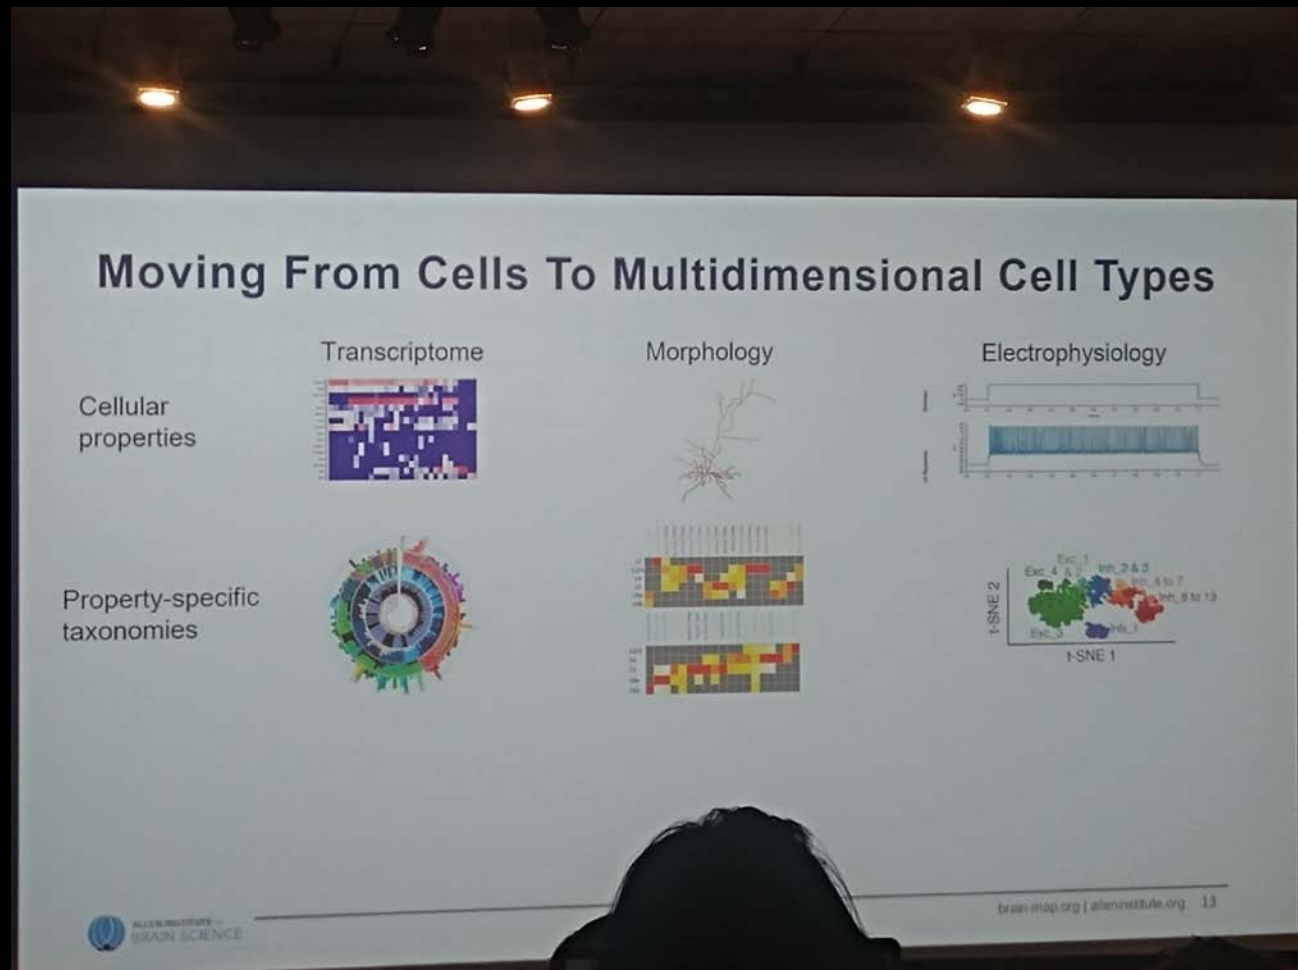 Moving From Cells To Multidimensional Cell Types
Transcriptome
Morphology
Electrophysiology
Cellular
properties
Property-specific
taxonomies
t-SNE 2
Exc_1
Exc_4
Inh_2 & 3
Inh_4 to 7
Inh_8 to 13
Exc_3
Inh_1
t-SNE 1
ALLEN INSTITUTE
BRAIN SCIENCE
brain-map.org | alleninstitute.org 13